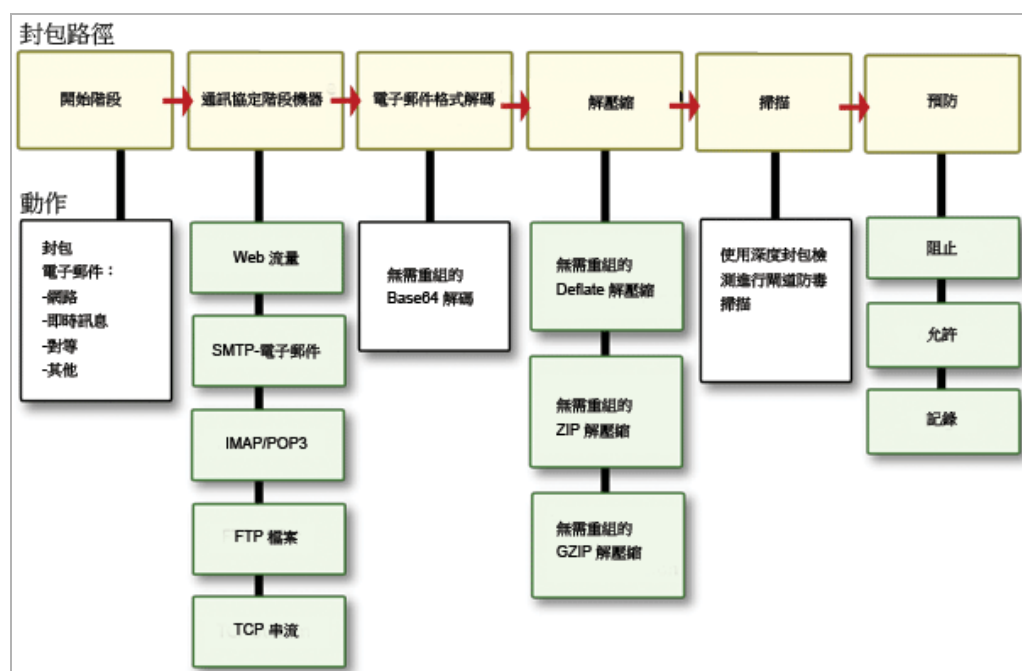 封包路徑
開始階段
通訊協定階段機器
電子郵件格式解碼
解壓縮
掃描
預防
動作
封包
電子郵件：
-網路
-即時訊息
-對等
-其他
Web 流量
SMTP-電子郵件
IMAP/POP3
FTP 檔案
TCP 串流
無需重組的
Base64 解碼
無需重組的
Deflate 解壓縮
無需重組的
ZIP 解壓縮
無需重組的
GZIP 解壓縮
使用深度封包檢
測進行閘道防毒
掃描
阻止
允許
記錄